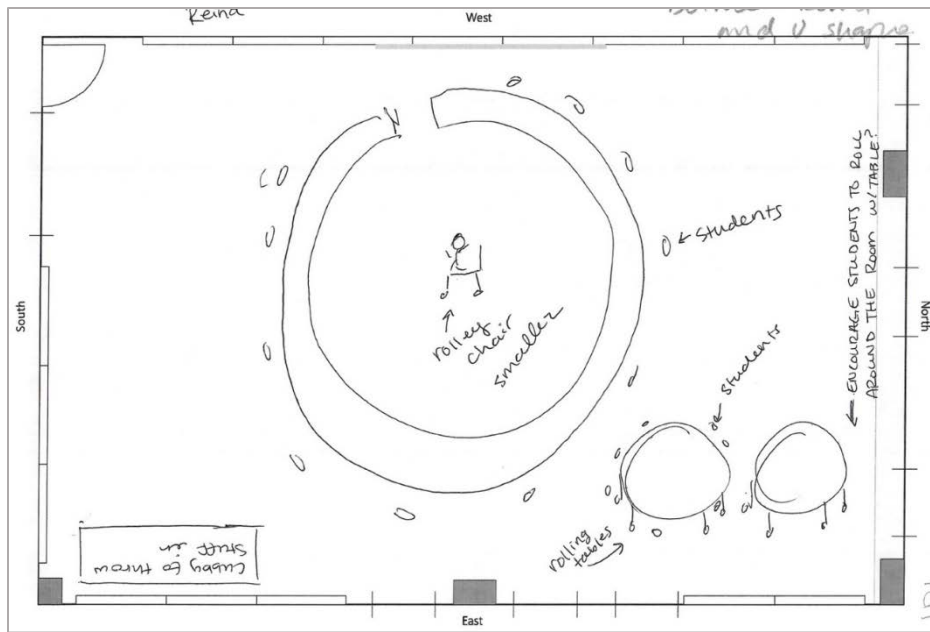 Reina
West
and U shape
South
North
← Students
rolley
chair
smaller
← Students
rolling
tables
← ENCOURAGE STUDENTS TO ROLL
AROUND THE ROOM W/TABLE?
Cubby to throw
stuff in
East